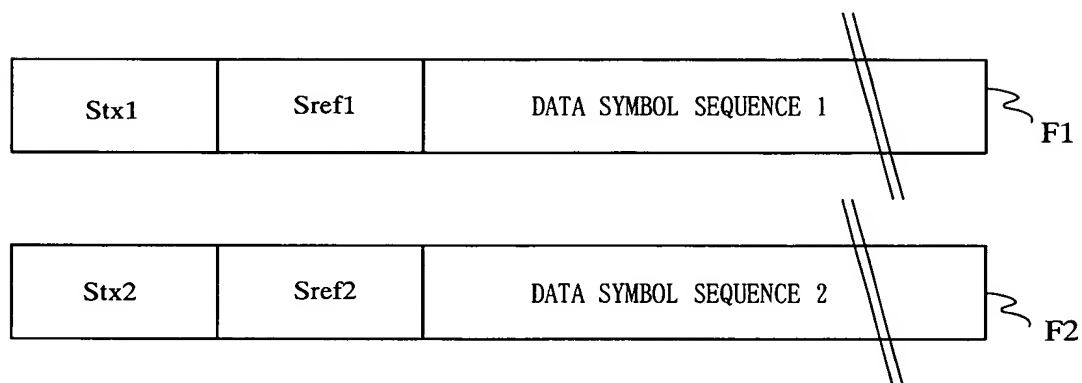 Stx1 Sref1 DATA SYMBOL SEQUENCE 1
F1
Stx2 Sref2 DATA SYMBOL SEQUENCE 2
F2